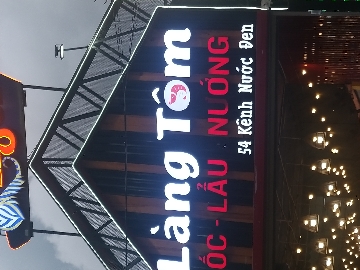 Làng Tôm
ỐC - LẨU NƯỚNG
54 Kênh Nước Đen